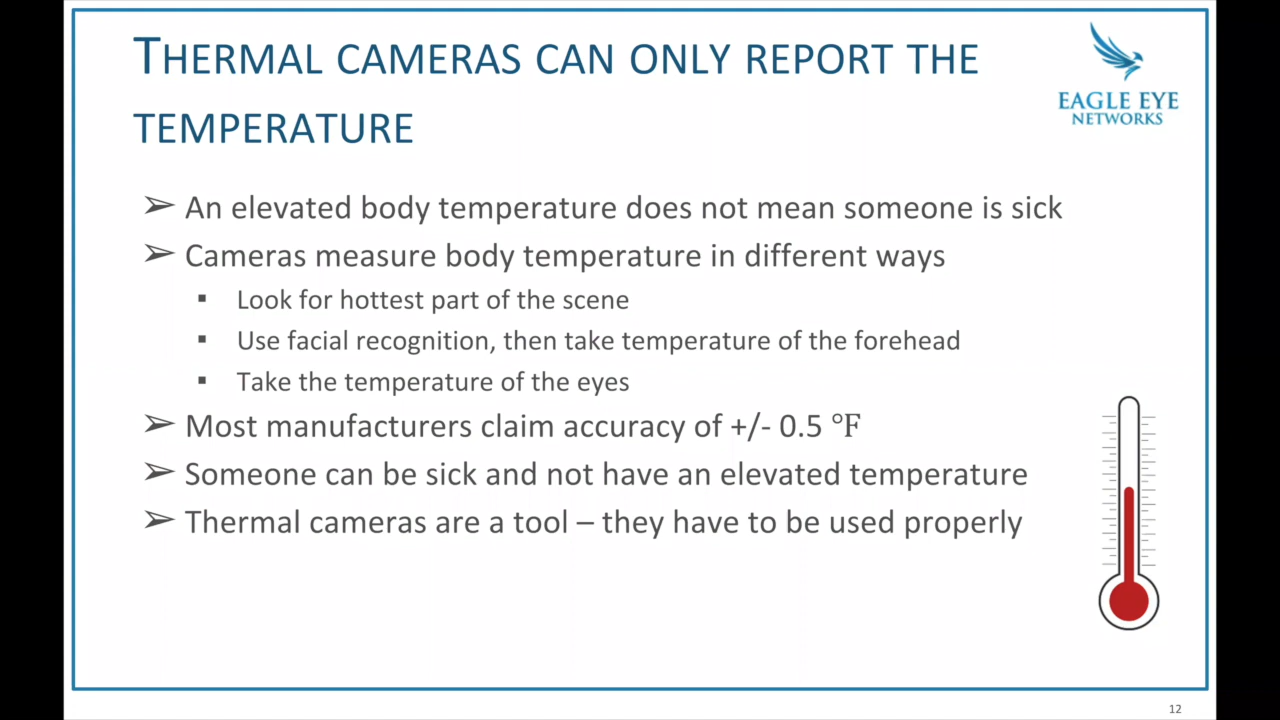 THERMAL CAMERAS CAN ONLY REPORT THE
TEMPERATURE
EAGLE EYE
NETWORKS
➢ An elevated body temperature does not mean someone is sick
➢ Cameras measure body temperature in different ways
▪ Look for hottest part of the scene
▪ Use facial recognition, then take temperature of the forehead
▪ Take the temperature of the eyes
➢ Most manufacturers claim accuracy of +/- 0.5 °F
➢ Someone can be sick and not have an elevated temperature
➢ Thermal cameras are a tool – they have to be used properly
12